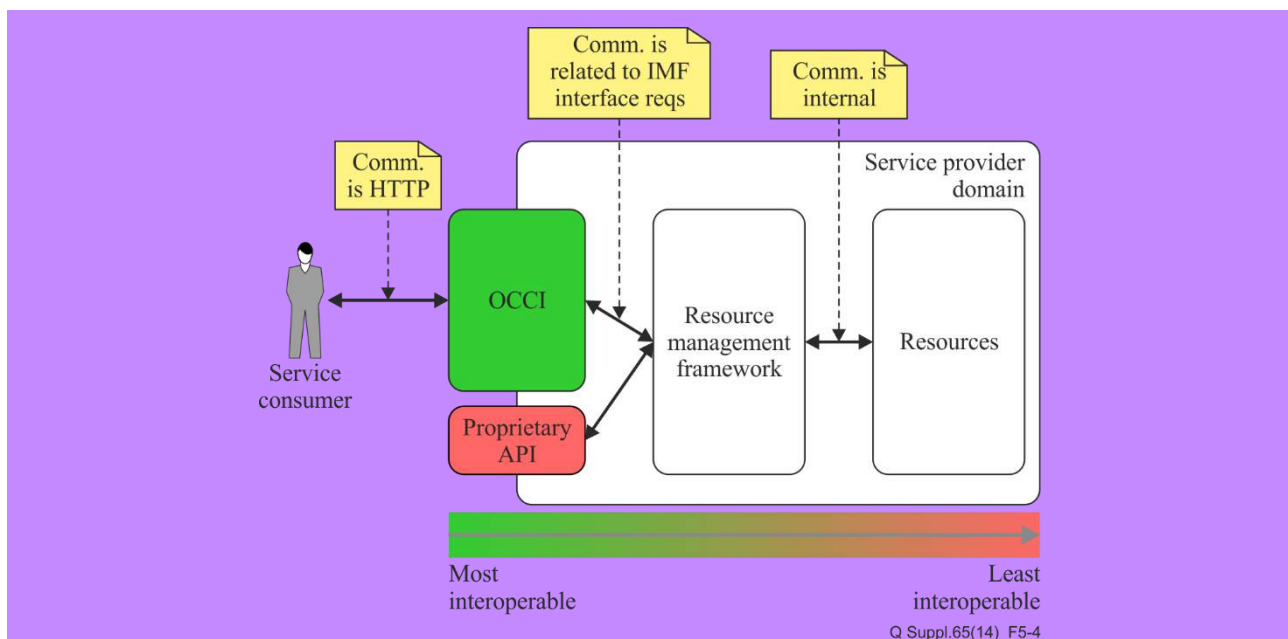 Comm. is
related to IMF
interface reqs
Comm. is
internal
Comm.
is HTTP
Service provider
domain
OCCI
Resource
management
framework
Resources
Service
consumer
Proprietary
API
Most
interoperable
Least
interoperable
Q Suppl.65(14)_F5-4